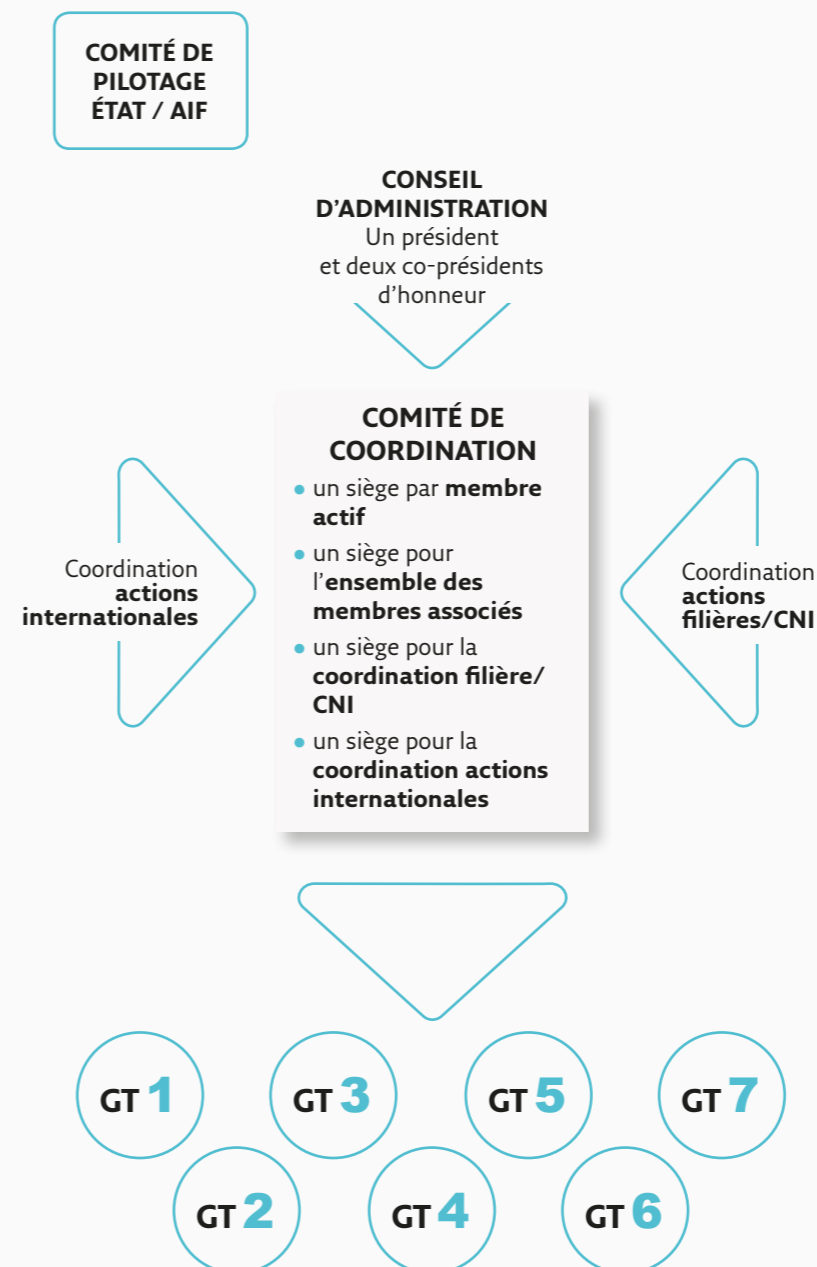 COMITÉ DE
PILOTAGE
ÉTAT / AIF
CONSEIL
D’ADMINISTRATION
Un président
et deux co-présidents
d’honneur
COMITÉ DE
COORDINATION
• un siège par membre
actif
• un siège pour
l’ensemble des
membres associés
• un siège pour la
coordination filière/
CNI
• un siège pour la
coordination actions
internationales
Coordination
actions
internationales
Coordination
actions
filières/CNI
GT 1
GT 3
GT 5
GT 7
GT 2
GT 4
GT 6